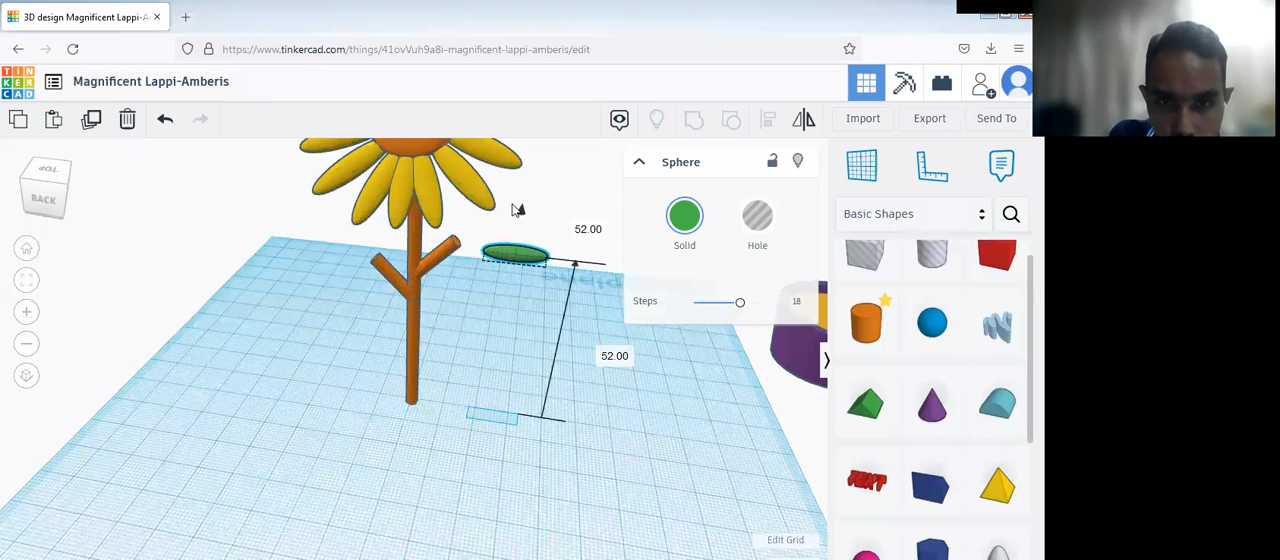 3D design Magnificent Lappi-A
https://www.tinkercad.com/things/41ovVuh9a8i-magnificent-lappi-amberis/edit
TIN
KER
CAD
Magnificent Lappi-Amberis
Import
Export
Send To
TOP
BACK
Sphere
Solid
Hole
Steps
18
52.00
52.00
Basic Shapes
TEXT
Edit Grid